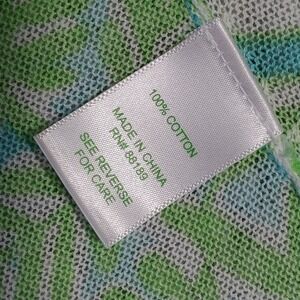 100% COTTON
MADE IN CHINA
RN# 88189
SEE REVERSE
FOR CARE